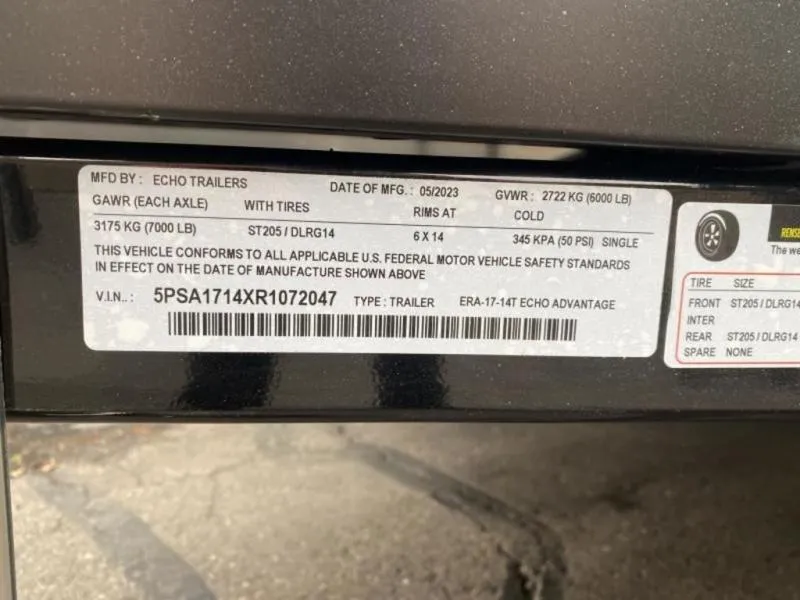 MFD BY : ECHO TRAILERS DATE OF MFG. : 05/2023 GVWR : 2722 KG (6000 LB)
GAWR (EACH AXLE) WITH TIRES RIMS AT COLD
3175 KG (7000 LB) ST205 / DLRG14 6 X 14 345 KPA (50 PSI) SINGLE
THIS VEHICLE CONFORMS TO ALL APPLICABLE U.S. FEDERAL MOTOR VEHICLE SAFETY STANDARDS
IN EFFECT ON THE DATE OF MANUFACTURE SHOWN ABOVE
V.I.N.. : 5PSA1714XR1072047 TYPE : TRAILER ERA-17-14T ECHO ADVANTAGE
The we
TIRE SIZE
FRONT ST205 / DLRG14
INTER
REAR ST205 / DLRG14
SPARE NONE